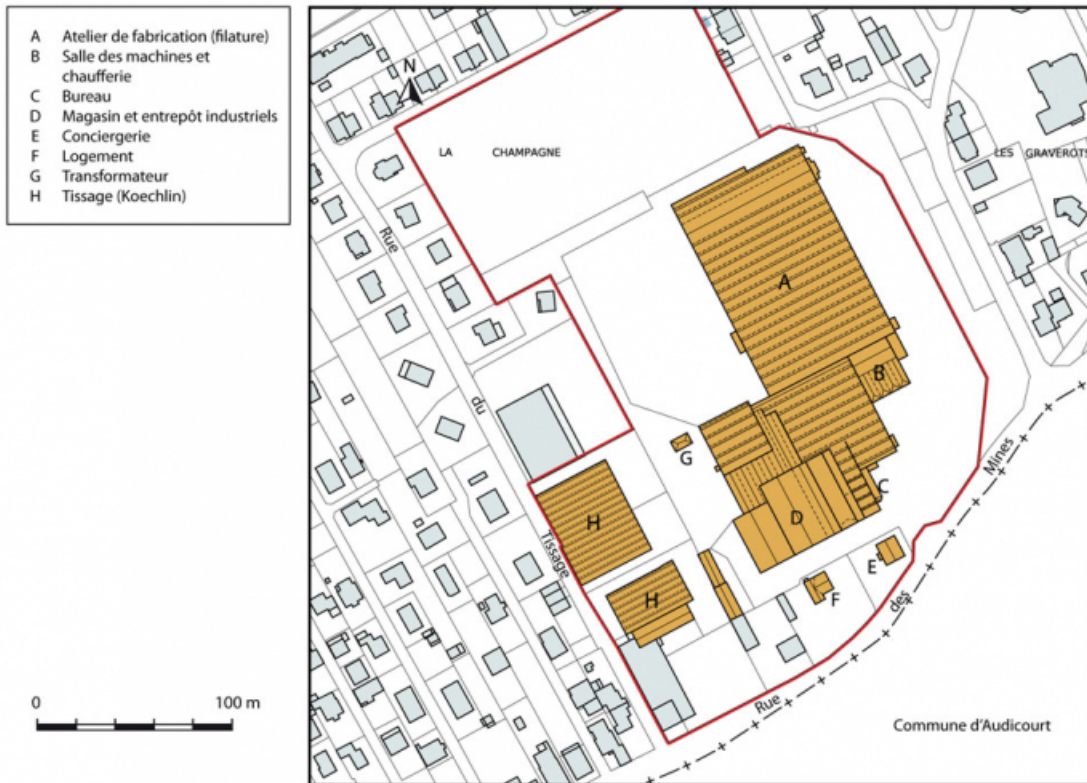 A Atelier de fabrication (filature)
B Salle des machines et
chaufferie
C Bureau
D Magasin et entrepôt industriels
E Conciergerie
F Logement
G Transformateur
H Tissage (Koechlin)
N
LA CHAMPAGNE
LES GRAVEROTS
A
B
C
D
E
F
G
H
H
Rue
du
Tissage
Rue
des
Mines
Commune d'Audicourt
0 100 m